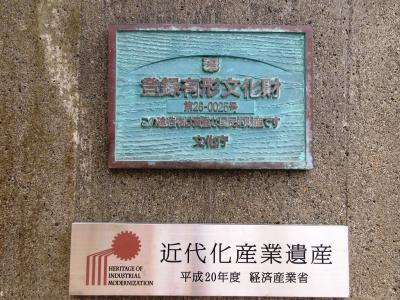 登録有形文化財
第26-0026号
この建造物は貴重な国民的財産です
文化庁
HERITAGE OF
INDUSTRIAL
MODERNIZATION
近代化産業遺産
平成20年度 経済産業省